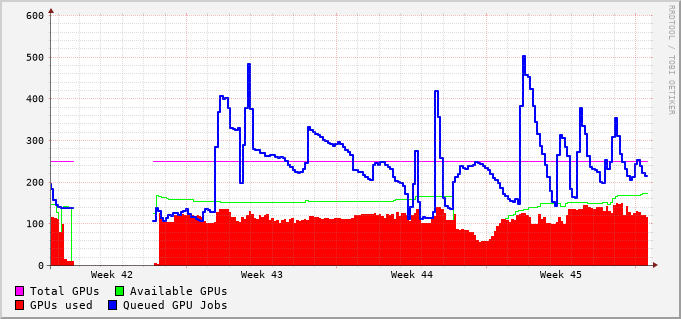 600
500
400
300
200
100
0
Week 42 Week 43 Week 44 Week 45
Total GPUs Available GPUs
GPUs used Queued GPU Jobs
RRDTOOL / TOBI OETIKER